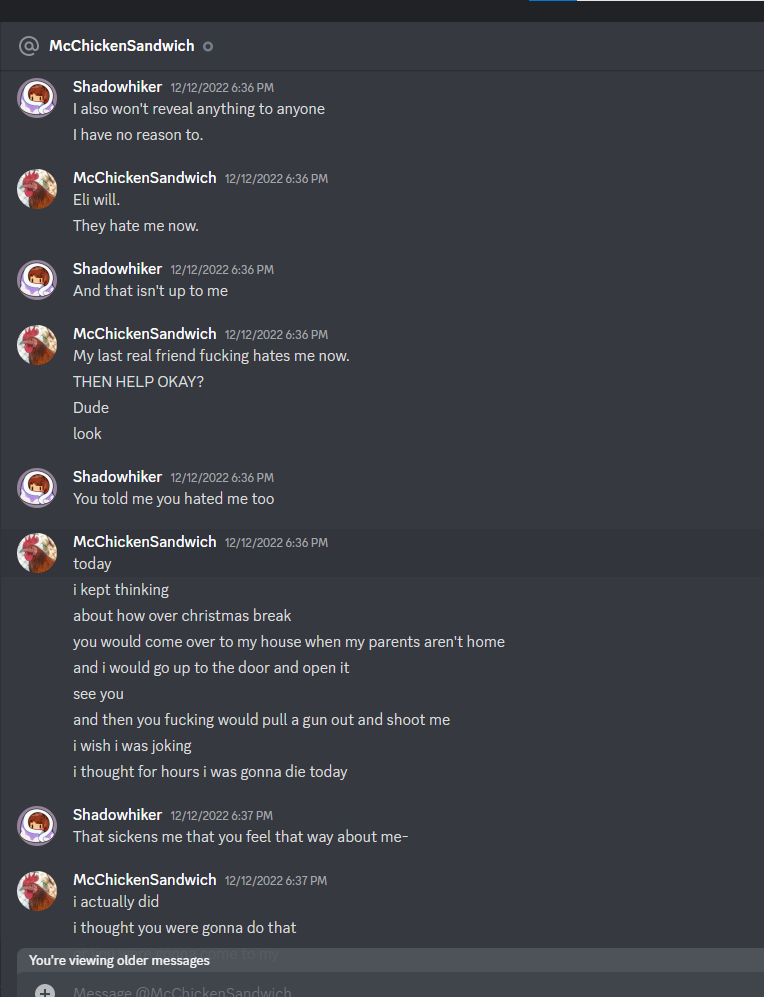 McChickenSandwich
Shadowhiker 12/12/2022 6:36 PM
I also won't reveal anything to anyone
I have no reason to.
McChickenSandwich 12/12/2022 6:36 PM
Eli will.
They hate me now.
Shadowhiker 12/12/2022 6:36 PM
And that isn't up to me
McChickenSandwich 12/12/2022 6:36 PM
My last real friend fucking hates me now.
THEN HELP OKAY?
Dude
look
Shadowhiker 12/12/2022 6:36 PM
You told me you hated me too
McChickenSandwich 12/12/2022 6:36 PM
today
i kept thinking
about how over christmas break
you would come over to my house when my parents aren't home
and i would go up to the door and open it
see you
and then you fucking would pull a gun out and shoot me
i wish i was joking
i thought for hours i was gonna die today
Shadowhiker 12/12/2022 6:37 PM
That sickens me that you feel that way about me-
McChickenSandwich 12/12/2022 6:37 PM
i actually did
i thought you were gonna do that
come to my
You're viewing older messages
Message @McChickenSandwich